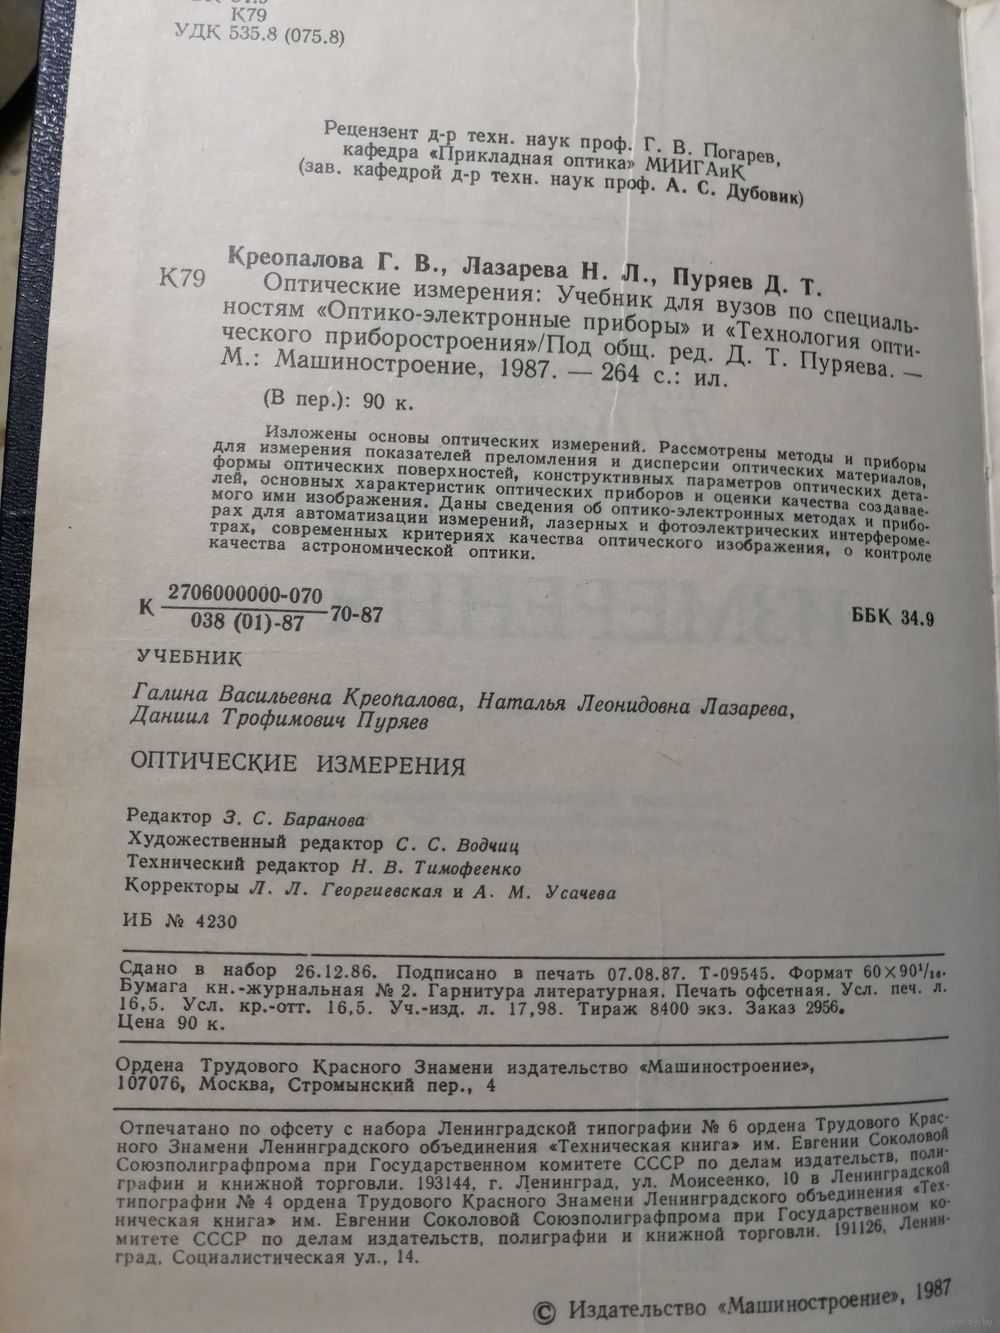 К79
УДК 535.8 (075.8)
Рецензент д-р техн. наук проф. Г. В. Погарев,
кафедра «Прикладная оптика» МИИГАиК
(зав. кафедрой д-р техн. наук проф. А. С. Дубовик)
Креопалова Г. В., Лазарева Н. Л., Пуряев Д. Т.
К79 Оптические измерения: Учебник для вузов по специаль-
ностям «Оптико-электронные приборы» и «Технология опти-
ческого приборостроения»/Под общ. ред. Д. Т. Пуряева. —
М.: Машиностроение, 1987. — 264 с.: ил.
(В пер.): 90 к.
Изложены основы оптических измерений. Рассмотрены методы и приборы
для измерения показателей преломления и дисперсии оптических материалов,
формы оптических поверхностей, конструктивных параметров оптических дета-
лей, основных характеристик оптических приборов и оценки качества создавае-
мого ими изображения. Даны сведения об оптико-электронных методах и прибо-
рах для автоматизации измерений, лазерных и фотоэлектрических интерфероме-
трах, современных критериях качества оптического изображения, о контроле
качества астрономической оптики.
К 2706000000-070
038 (01)-87 70-87 ББК 34.9
УЧЕБНИК
Галина Васильевна Креопалова, Наталья Леонидовна Лазарева,
Даниил Трофимович Пуряев
ОПТИЧЕСКИЕ ИЗМЕРЕНИЯ
Редактор З. С. Баранова
Художественный редактор С. С. Водчиц
Технический редактор Н. В. Тимофеенко
Корректоры Л. Л. Георгиевская и А. М. Усачева
ИБ № 4230
Сдано в набор 26.12.86. Подписано в печать 07.08.87. Т-09545. Формат 60×90¹/₁₆.
Бумага кн.-журнальная № 2. Гарнитура литературная. Печать офсетная. Усл. печ. л.
16,5. Усл. кр.-отт. 16,5. Уч.-изд. л. 17,98. Тираж 8400 экз. Заказ 2956.
Цена 90 к.
Ордена Трудового Красного Знамени издательство «Машиностроение»,
107076, Москва, Стромынский пер., 4
Отпечатано по офсету с набора Ленинградской типографии № 6 ордена Трудового Крас-
ного Знамени Ленинградского объединения «Техническая книга» им. Евгении Соколовой
Союзполиграфпрома при Государственном комитете СССР по делам издательств, поли-
графии и книжной торговли. 193144, г. Ленинград, ул. Моисеенко, 10 в Ленинградской
типографии № 4 ордена Трудового Красного Знамени Ленинградского объединения «Тех-
ническая книга» им. Евгении Соколовой Союзполиграфпрома при Государственном ко-
митете СССР по делам издательств, полиграфии и книжной торговли. 191126, Ленин-
град, Социалистическая ул., 14.
© Издательство «Машиностроение», 1987
www.ay.by